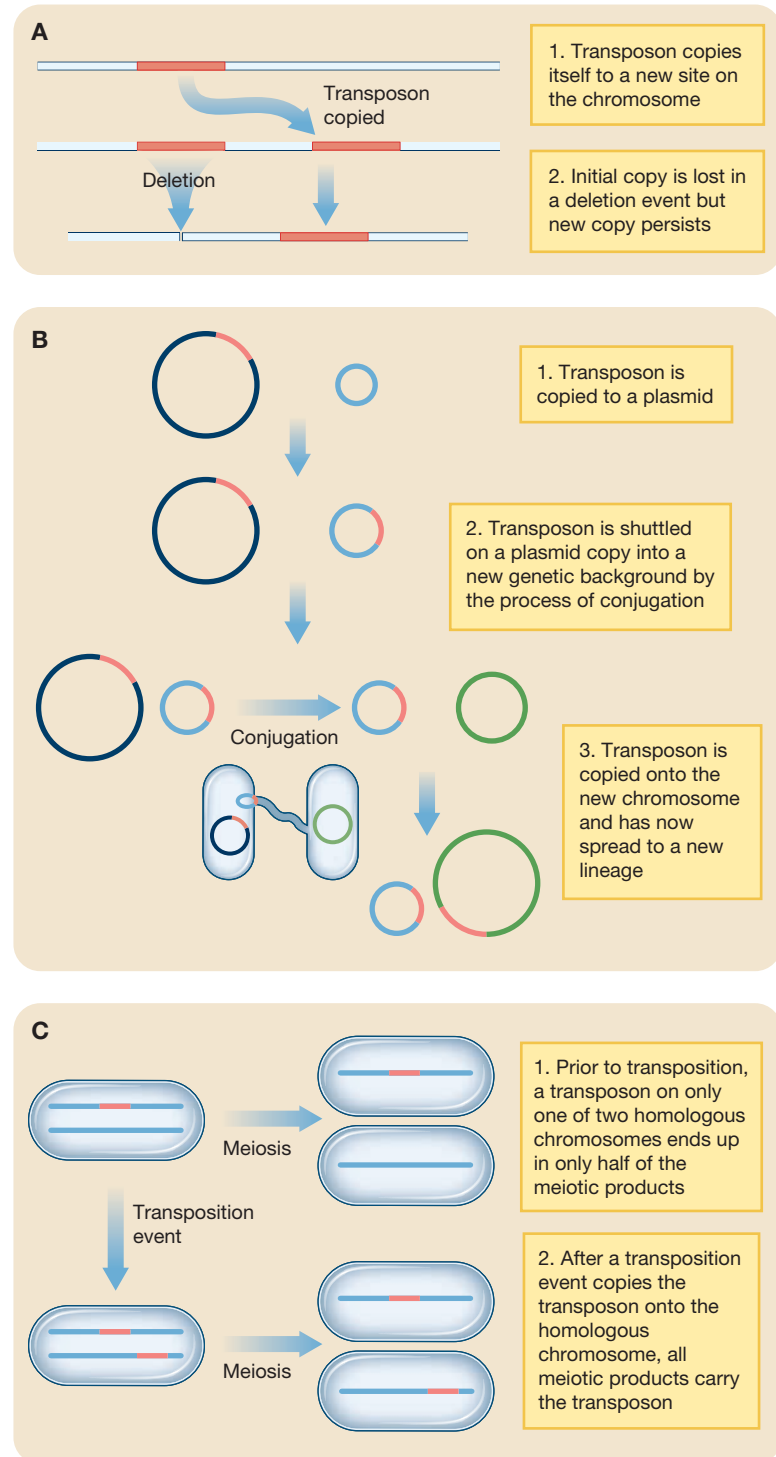 A
1. Transposon copies
itself to a new site on
the chromosome
Transposon
copied
2. Initial copy is lost in
a deletion event but
new copy persists
Deletion
B
1. Transposon is
copied to a plasmid
2. Transposon is shuttled
on a plasmid copy into a
new genetic background by
the process of conjugation
Conjugation
3. Transposon is
copied onto the
new chromosome
and has now
spread to a new
lineage
C
1. Prior to transposition,
a transposon on only
one of two homologous
chromosomes ends up
in only half of the
meiotic products
Meiosis
Transposition
event
2. After a transposition
event copies the
transposon onto the
homologous
chromosome, all
meiotic products carry
the transposon
Meiosis